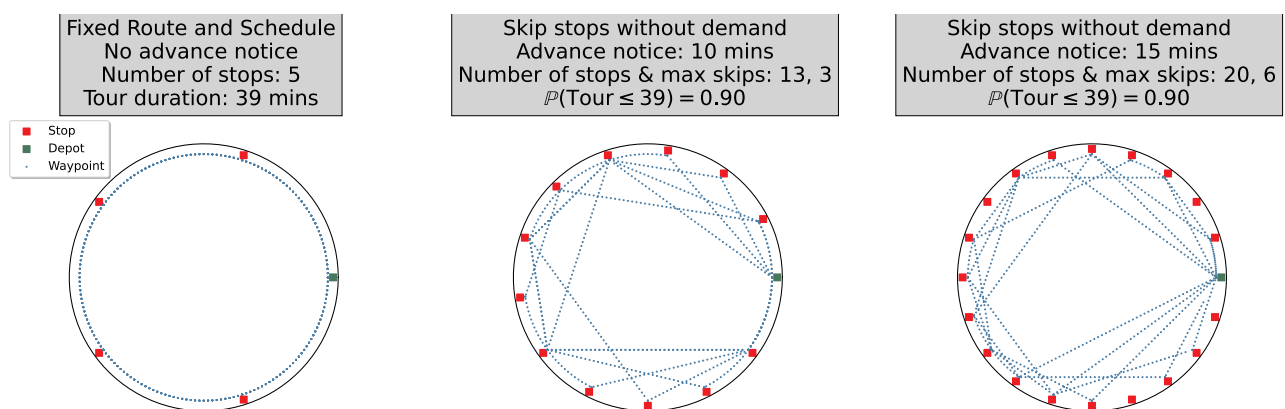 Fixed Route and Schedule
No advance notice
Number of stops: 5
Tour duration: 39 mins
Skip stops without demand
Advance notice: 10 mins
Number of stops & max skips: 13, 3
ℙ(Tour ≤ 39) = 0.90
Skip stops without demand
Advance notice: 15 mins
Number of stops & max skips: 20, 6
ℙ(Tour ≤ 39) = 0.90
Stop
Depot
Waypoint